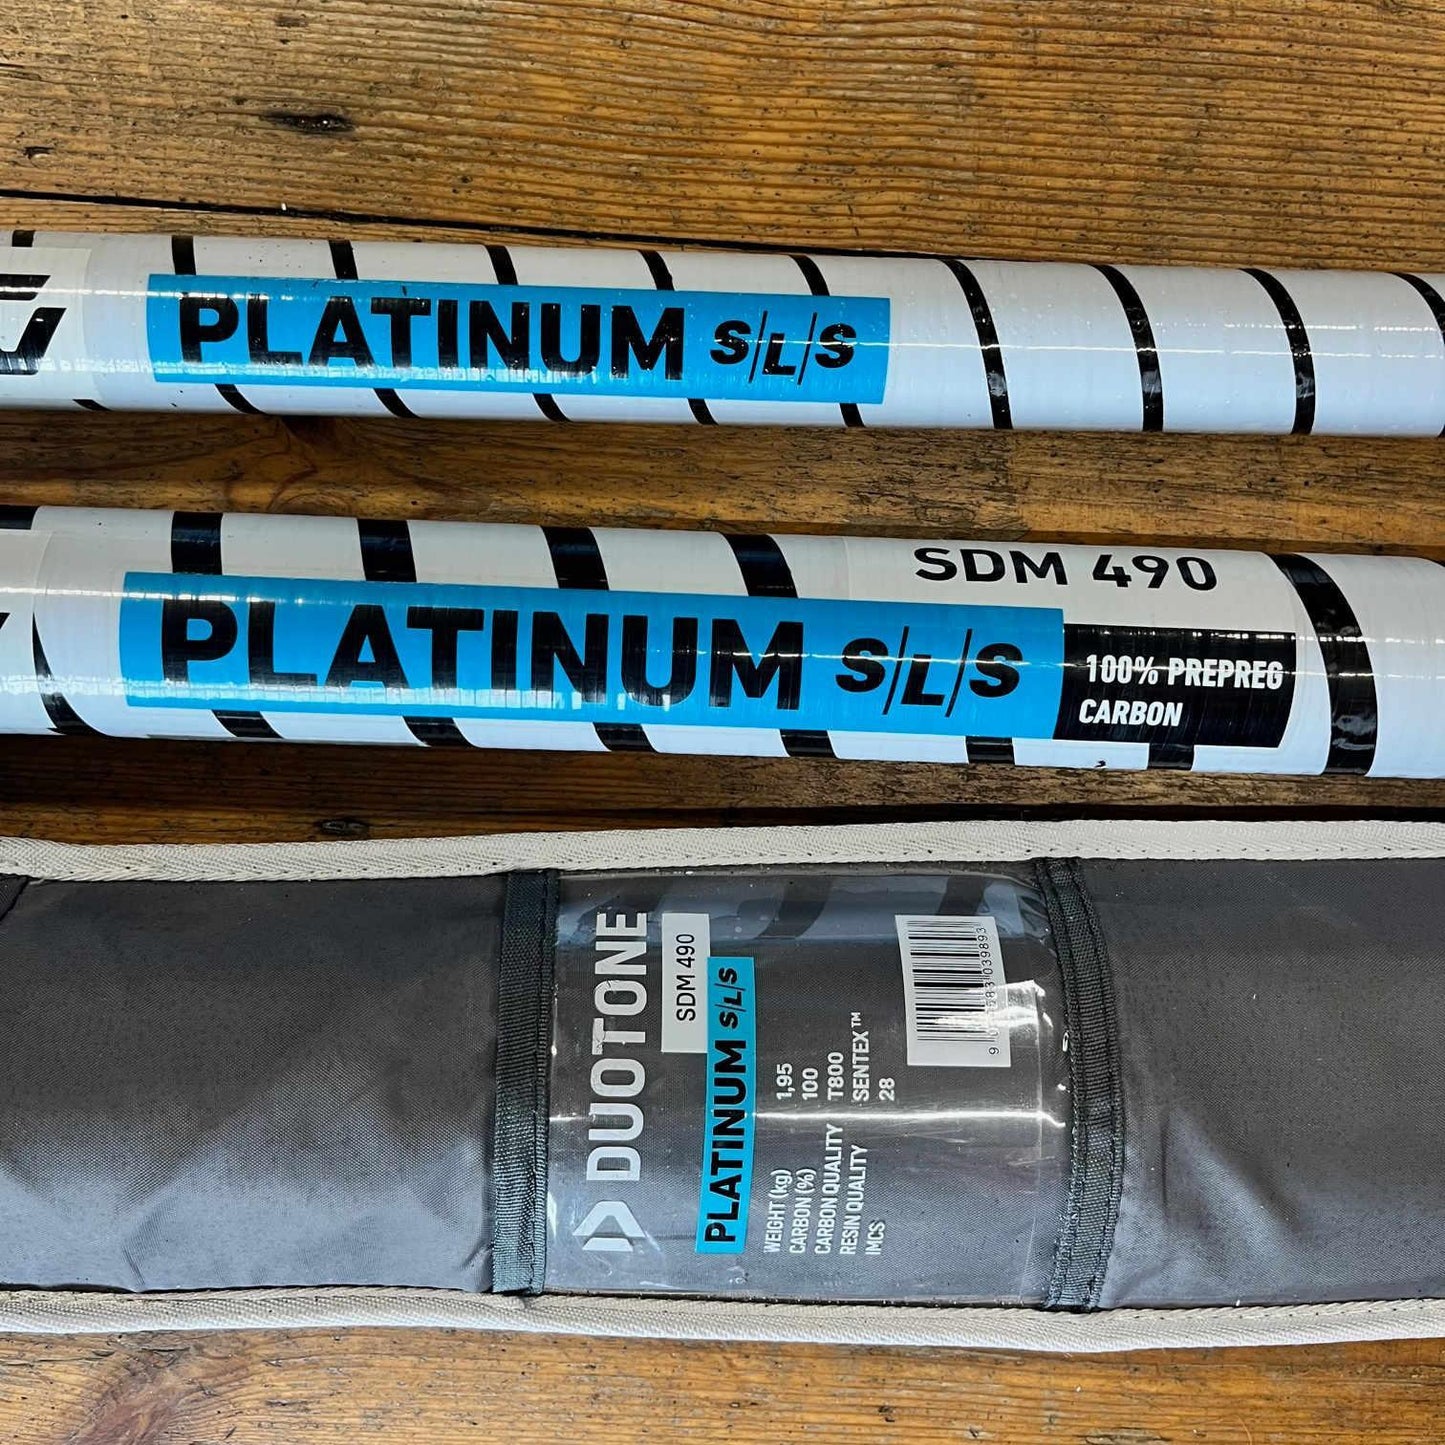 PLATINUM S/L/S
SDM 490
PLATINUM S/L/S
100% PREPREG
CARBON
DUOTONE
SDM 490
PLATINUM S/L/S
WEIGHT (kg) 1,95
CARBON (%) 100
CARBON QUALITY T800
RESIN QUALITY SENTEX™
IMCS 28